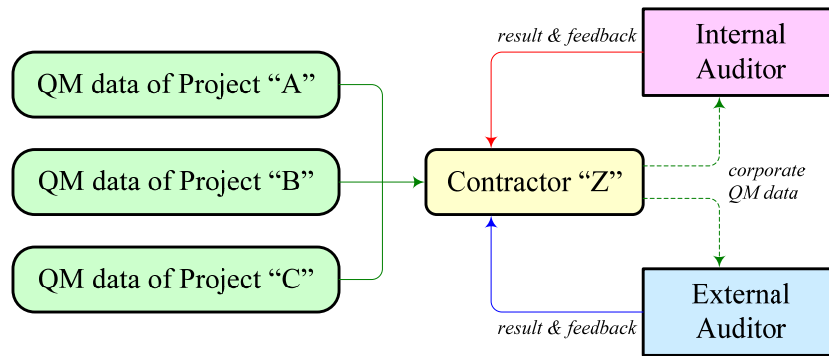 QM data of Project “A”
QM data of Project “B”
QM data of Project “C”
Contractor “Z”
result & feedback
Internal
Auditor
corporate
QM data
result & feedback
External
Auditor